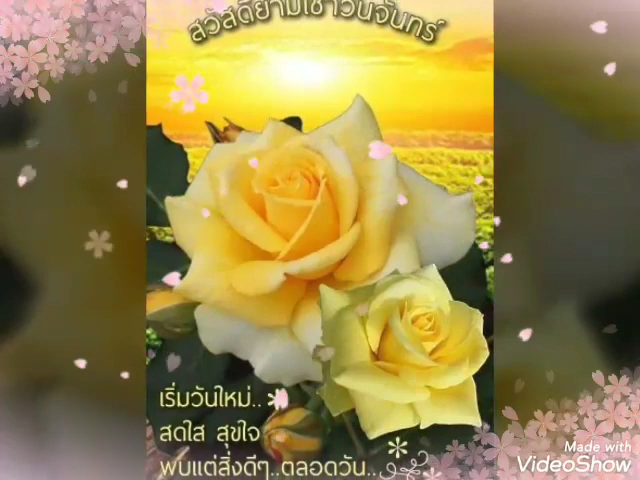 สวัสดียามเช้าวันจันทร์
เริ่มวันใหม่..
สดใส สุขใจ
พบแต่สิ่งดีๆ..ตลอดวัน..
Made with
VideoShow